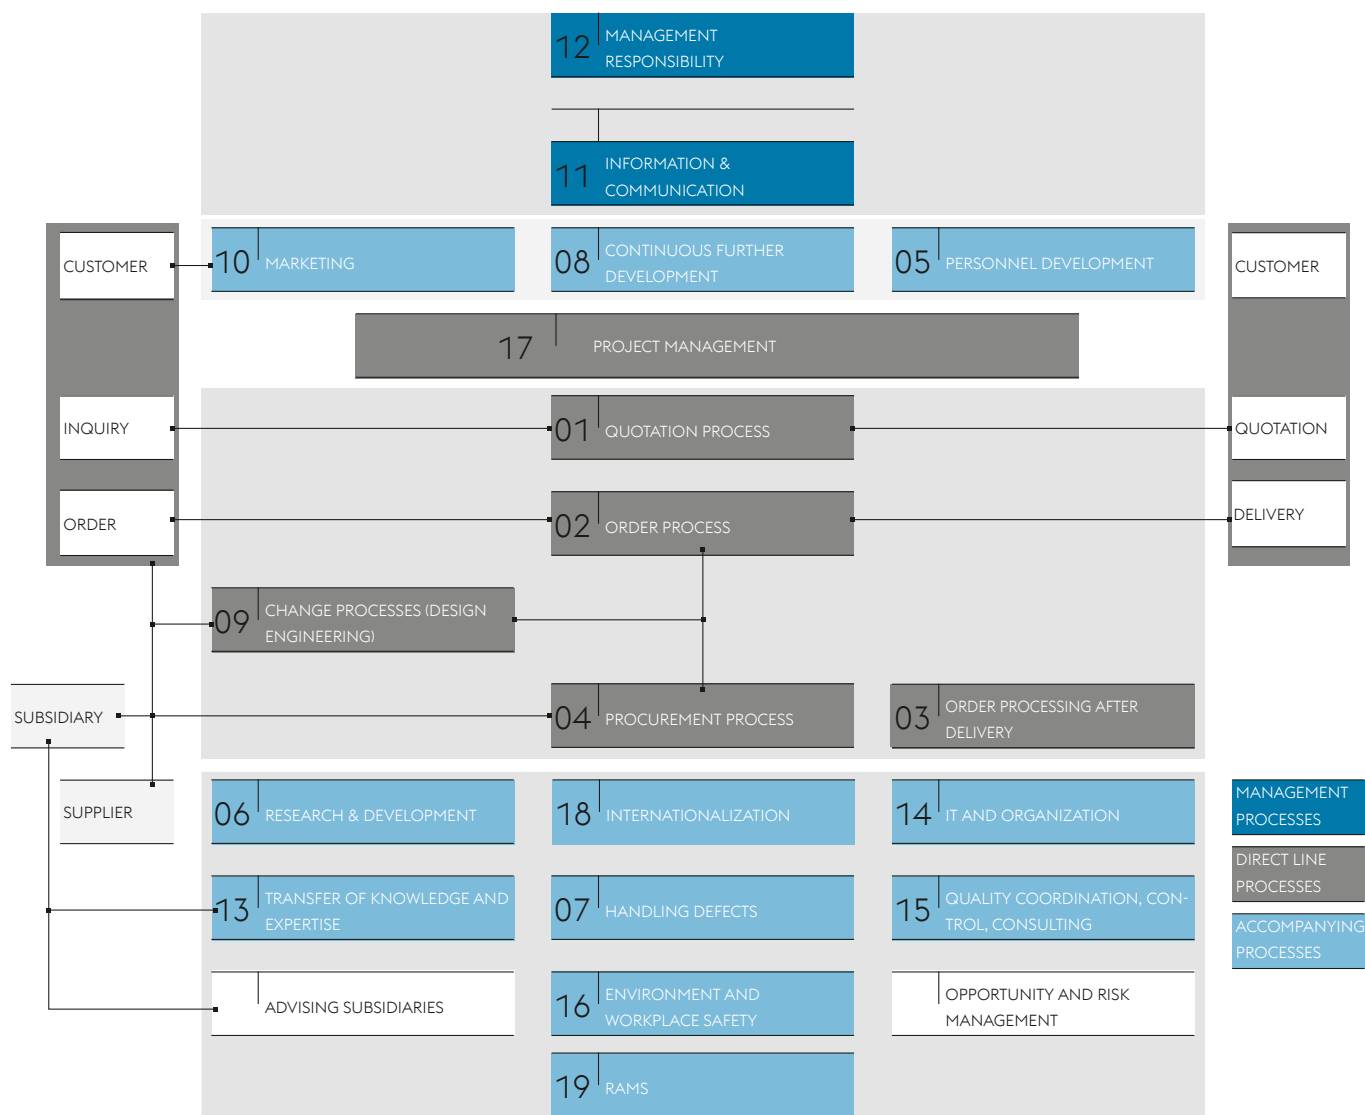 12
MANAGEMENT
RESPONSIBILITY
11
INFORMATION &
COMMUNICATION
CUSTOMER
10
MARKETING
08
CONTINUOUS FURTHER
DEVELOPMENT
05
PERSONNEL DEVELOPMENT
CUSTOMER
17
PROJECT MANAGEMENT
INQUIRY
01
QUOTATION PROCESS
QUOTATION
ORDER
02
ORDER PROCESS
DELIVERY
09
CHANGE PROCESSES (DESIGN
ENGINEERING)
SUBSIDIARY
04
PROCUREMENT PROCESS
03
ORDER PROCESSING AFTER
DELIVERY
SUPPLIER
06
RESEARCH & DEVELOPMENT
18
INTERNATIONALIZATION
14
IT AND ORGANIZATION
MANAGEMENT
PROCESSES
DIRECT LINE
PROCESSES
13
TRANSFER OF KNOWLEDGE AND
EXPERTISE
07
HANDLING DEFECTS
15
QUALITY COORDINATION, CON-
TROL, CONSULTING
ACCOMPANYING
PROCESSES
ADVISING SUBSIDIARIES
16
ENVIRONMENT AND
WORKPLACE SAFETY
OPPORTUNITY AND RISK
MANAGEMENT
19
RAMS